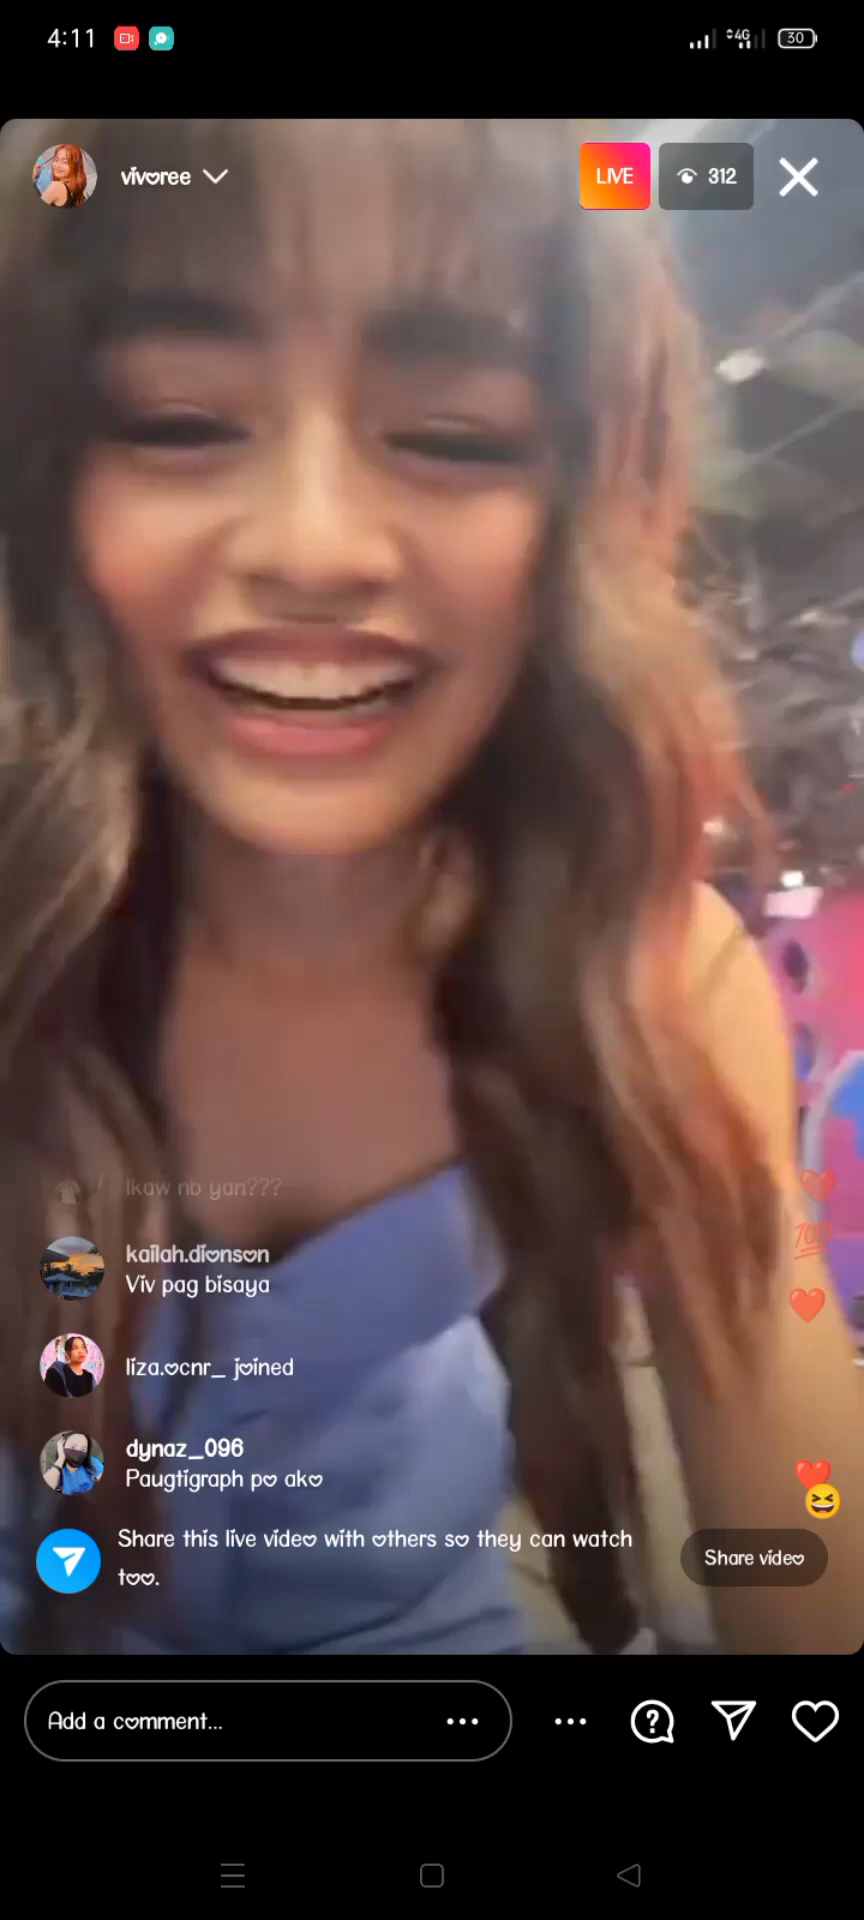 4:11
4G
30
vivoree
LIVE
312
Ikaw nb yan???
kailah.dionson
Viv pag bisaya
liza.ocnr_ joined
dynaz_096
Paugtigraph po ako
Share this live video with others so they can watch
too.
Share video
100
Add a comment...